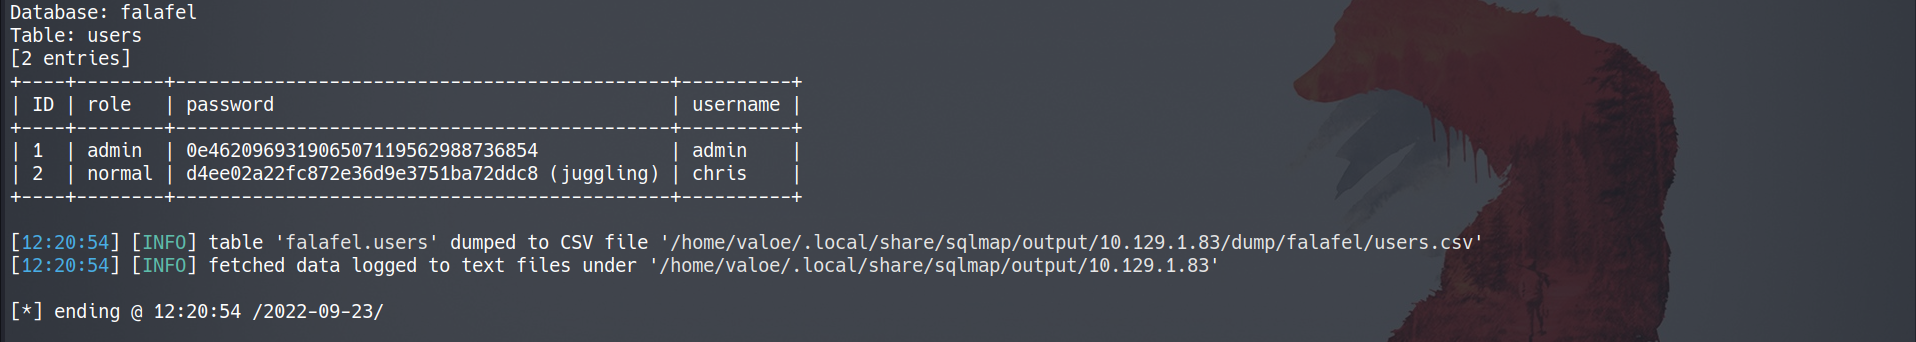 Database: falafel
Table: users
[2 entries]
+----+--------+---------------------------------------------+----------+
| ID | role   | password                                    | username |
+----+--------+---------------------------------------------+----------+
| 1  | admin  | 0e462096931906507119562988736854            | admin    |
| 2  | normal | d4ee02a22fc872e36d9e3751ba72ddc8 (juggling) | chris    |
+----+--------+---------------------------------------------+----------+
[12:20:54] [INFO] table 'falafel.users' dumped to CSV file '/home/valoe/.local/share/sqlmap/output/10.129.1.83/dump/falafel/users.csv'
[12:20:54] [INFO] fetched data logged to text files under '/home/valoe/.local/share/sqlmap/output/10.129.1.83'
[*] ending @ 12:20:54 /2022-09-23/